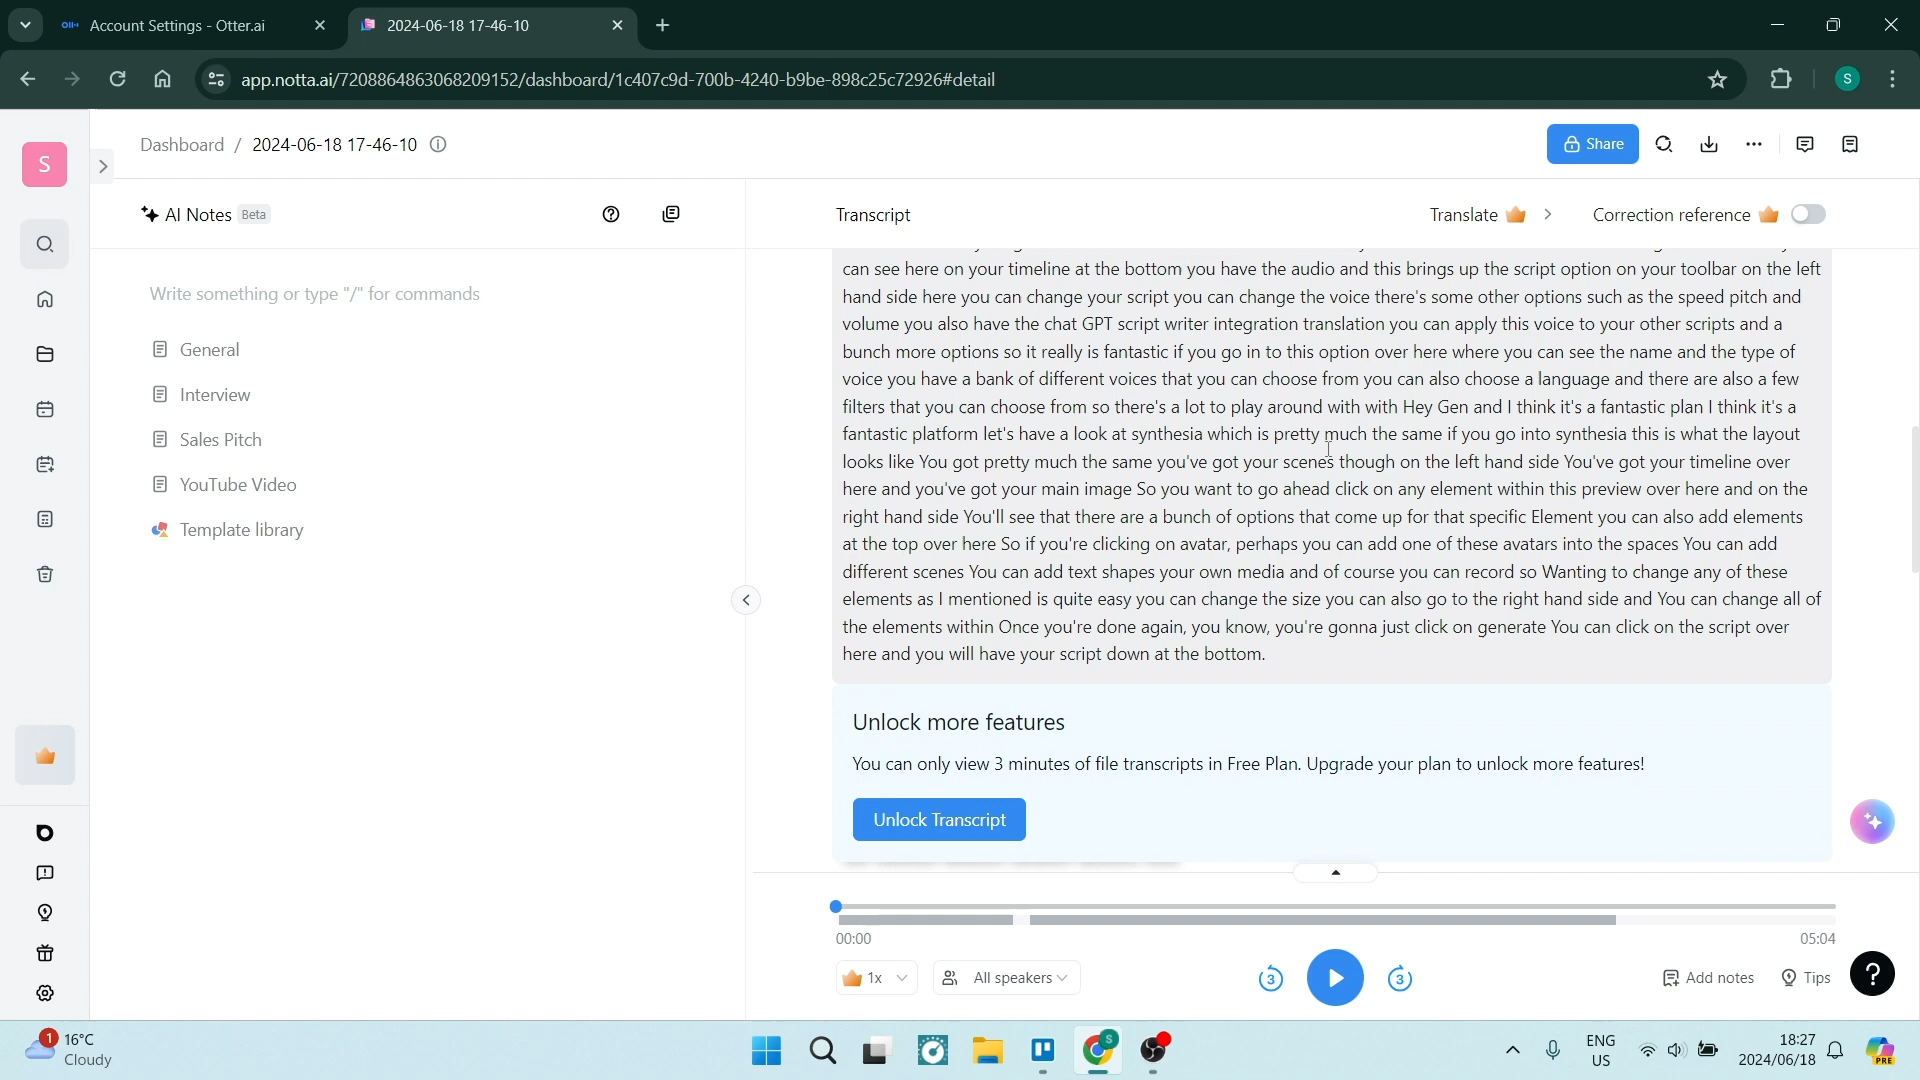 Account Settings - Otter.ai
2024-06-18 17-46-10
app.notta.ai/7208864863068209152/dashboard/1c407c9d-700b-4240-b9be-898c25c72926#detail
S
S
Dashboard / 2024-06-18 17-46-10
Share
AI Notes Beta
Transcript
Translate
Correction reference
Write something or type "/" for commands
General
Interview
Sales Pitch
YouTube Video
Template library
can see here on your timeline at the bottom you have the audio and this brings up the script option on your toolbar on the left
hand side here you can change your script you can change the voice there's some other options such as the speed pitch and
volume you also have the chat GPT script writer integration translation you can apply this voice to your other scripts and a
bunch more options so it really is fantastic if you go in to this option over here where you can see the name and the type of
voice you have a bank of different voices that you can choose from you can also choose a language and there are also a few
filters that you can choose from so there's a lot to play around with with Hey Gen and I think it's a fantastic plan I think it's a
fantastic platform let's have a look at synthesia which is pretty much the same if you go into synthesia this is what the layout
looks like You got pretty much the same you've got your scenes though on the left hand side You've got your timeline over
here and you've got your main image So you want to go ahead click on any element within this preview over here and on the
right hand side You'll see that there are a bunch of options that come up for that specific Element you can also add elements
at the top over here So if you're clicking on avatar, perhaps you can add one of these avatars into the spaces You can add
different scenes You can add text shapes your own media and of course you can record so Wanting to change any of these
elements as I mentioned is quite easy you can change the size you can also go to the right hand side and You can change all of
the elements within Once you're done again, you know, you're gonna just click on generate You can click on the script over
here and you will have your script down at the bottom.
Unlock more features
You can only view 3 minutes of file transcripts in Free Plan. Upgrade your plan to unlock more features!
Unlock Transcript
00:00
05:04
1x
All speakers
3
3
Add notes
Tips
?
1
16°C
Cloudy
S
ENG
US
18:27
2024/06/18
PRE